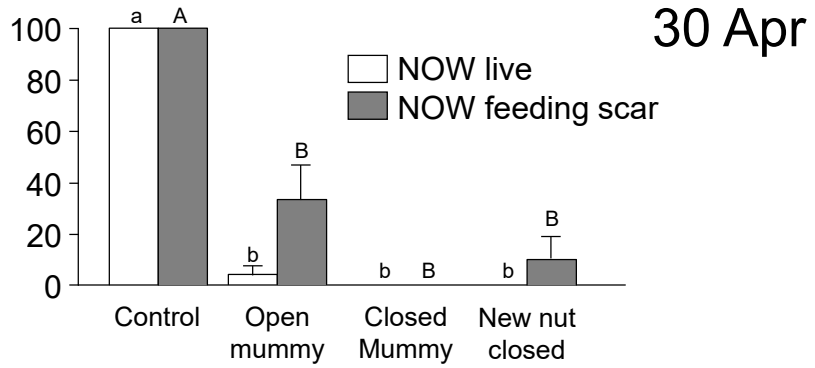 30 Apr
a A
100
80
60
40
20
0
NOW live
NOW feeding scar
b B
b B
b B
Control
Open
mummy
Closed
Mummy
New nut
closed